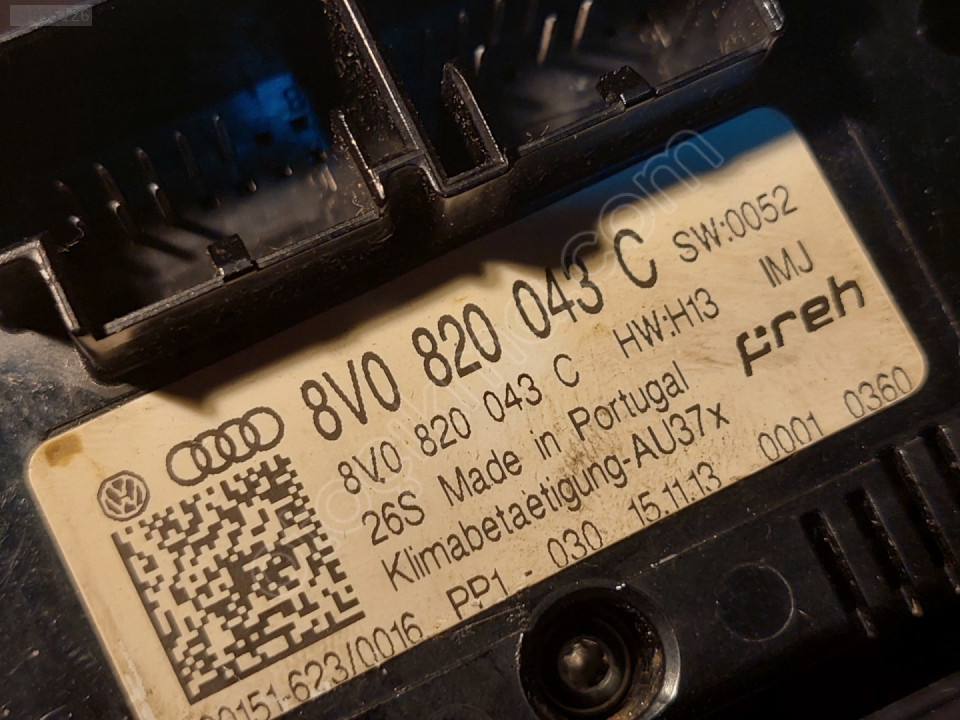 8V0 820 043 C SW:0052
8V0 820 043 C HW:H13 IMJ
26S Made in Portugal preh
Klimabetaetigung-AU37x
PP1 - 030 15.11.13 0001 0360
00151-623/0016